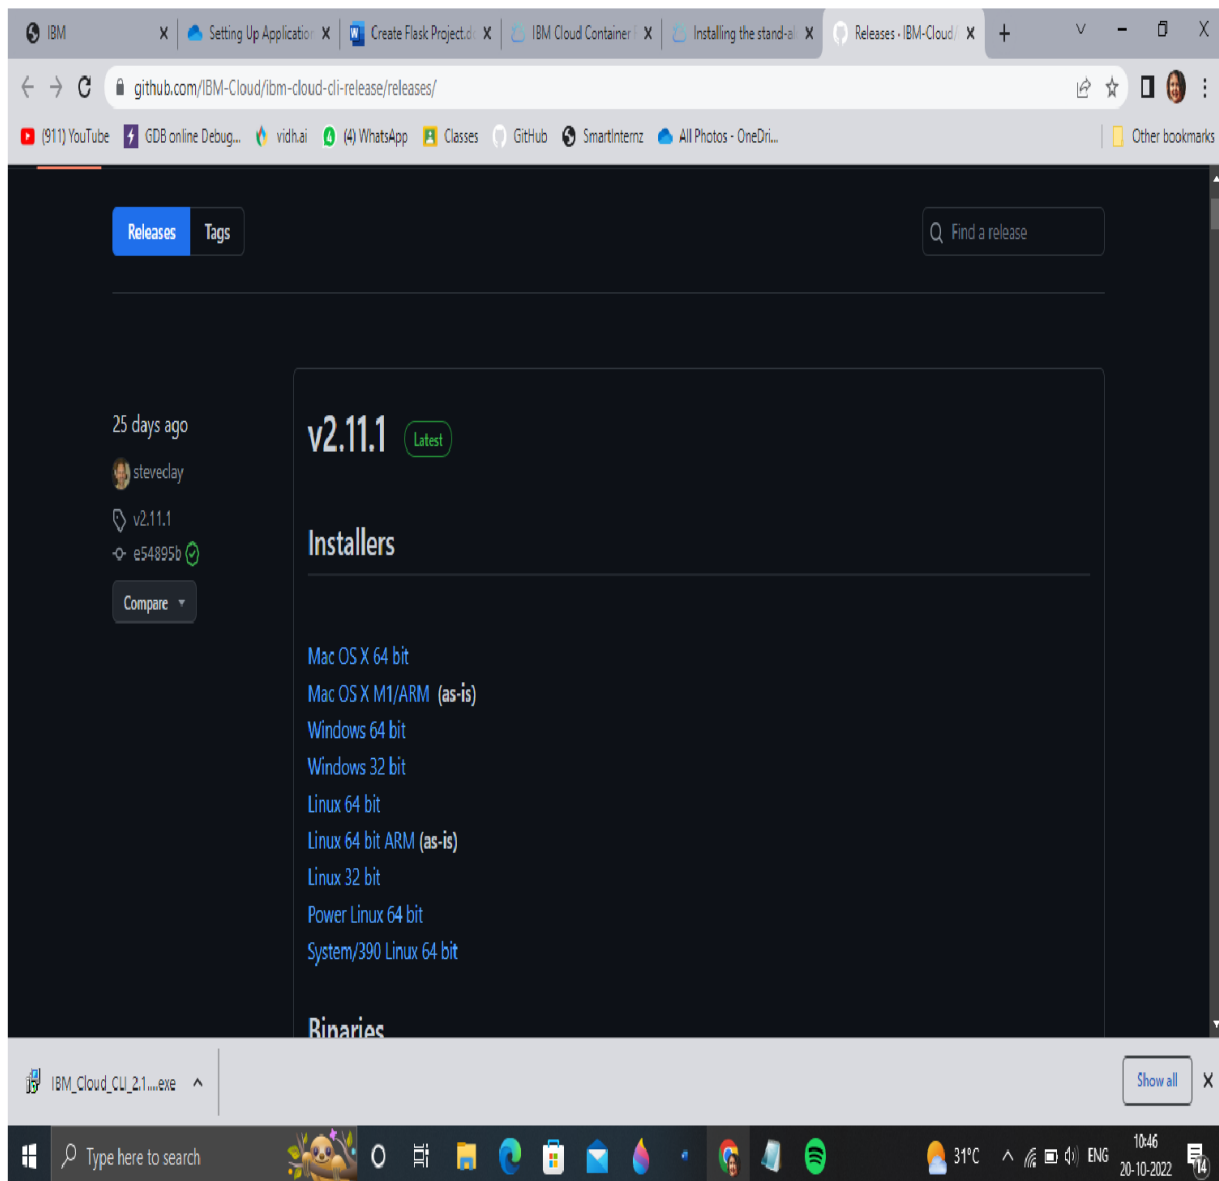 IBM
Setting Up Application
Create Flask Project.d
IBM Cloud Container
Installing the stand-al
Releases · IBM-Cloud/
github.com/IBM-Cloud/ibm-cloud-cli-release/releases/
(911) YouTube
GDB online Debug...
vidh.ai
(4) WhatsApp
Classes
GitHub
SmartInternz
All Photos - OneDri...
Other bookmarks
Releases
Tags
Find a release
25 days ago
steveclay
v2.11.1
e54895b
Compare
v2.11.1
Latest
Installers
Mac OS X 64 bit
Mac OS X M1/ARM (as-is)
Windows 64 bit
Windows 32 bit
Linux 64 bit
Linux 64 bit ARM (as-is)
Linux 32 bit
Power Linux 64 bit
System/390 Linux 64 bit
Binaries
IBM_Cloud_CLI_2.1....exe
Show all
Type here to search
31°C
ENG
10:46
20-10-2022
14